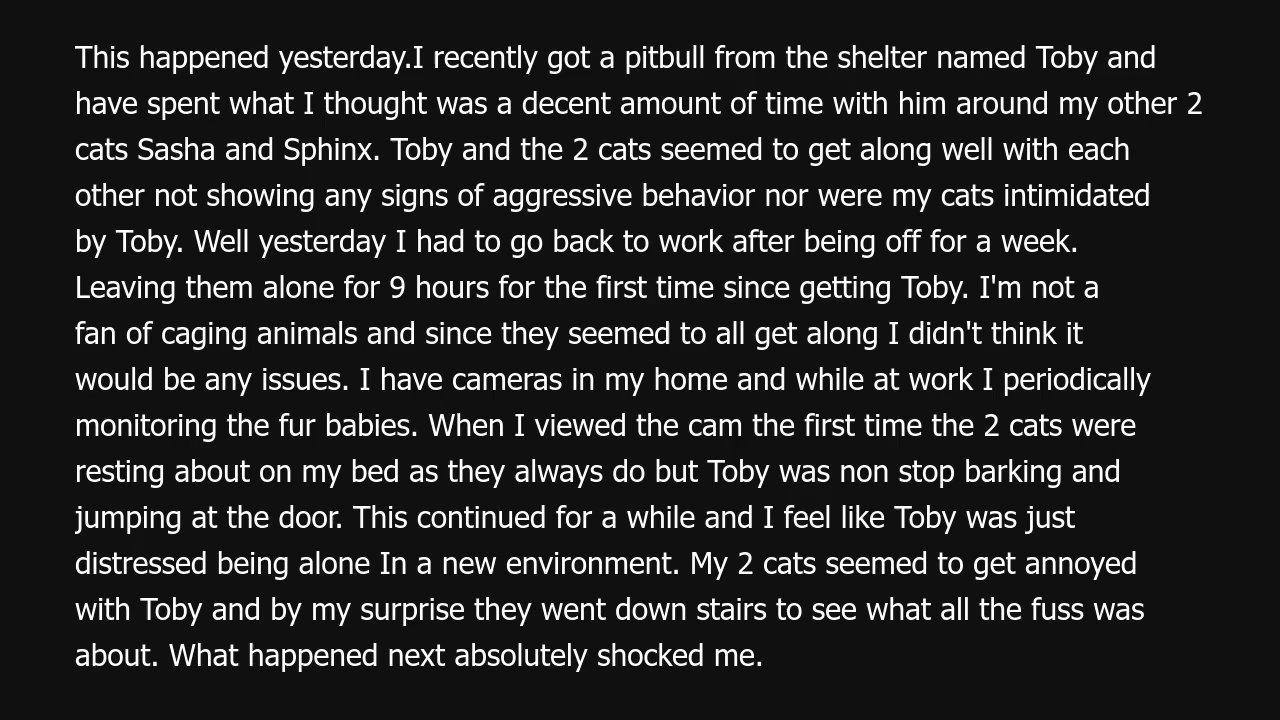 This happened yesterday.I recently got a pitbull from the shelter named Toby and
have spent what I thought was a decent amount of time with him around my other 2
cats Sasha and Sphinx. Toby and the 2 cats seemed to get along well with each
other not showing any signs of aggressive behavior nor were my cats intimidated
by Toby. Well yesterday I had to go back to work after being off for a week.
Leaving them alone for 9 hours for the first time since getting Toby. I'm not a
fan of caging animals and since they seemed to all get along I didn't think it
would be any issues. I have cameras in my home and while at work I periodically
monitoring the fur babies. When I viewed the cam the first time the 2 cats were
resting about on my bed as they always do but Toby was non stop barking and
jumping at the door. This continued for a while and I feel like Toby was just
distressed being alone In a new environment. My 2 cats seemed to get annoyed
with Toby and by my surprise they went down stairs to see what all the fuss was
about. What happened next absolutely shocked me.